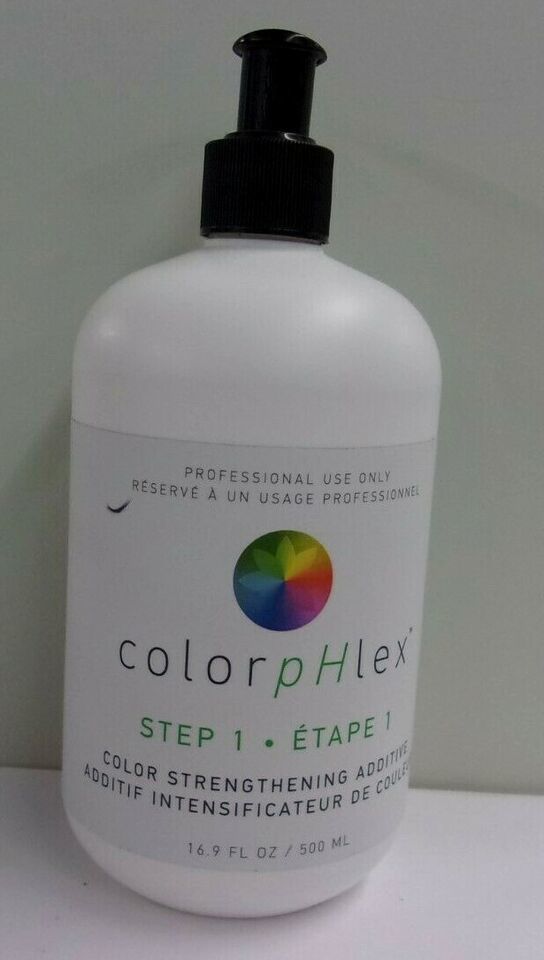 PROFESSIONAL USE ONLY
RÉSERVÉ À UN USAGE PROFESSIONNEL
colorpHlex™
STEP 1 • ÉTAPE 1
COLOR STRENGTHENING ADDITIVE
ADDITIF INTENSIFICATEUR DE
16.9 FL OZ / 500 ML